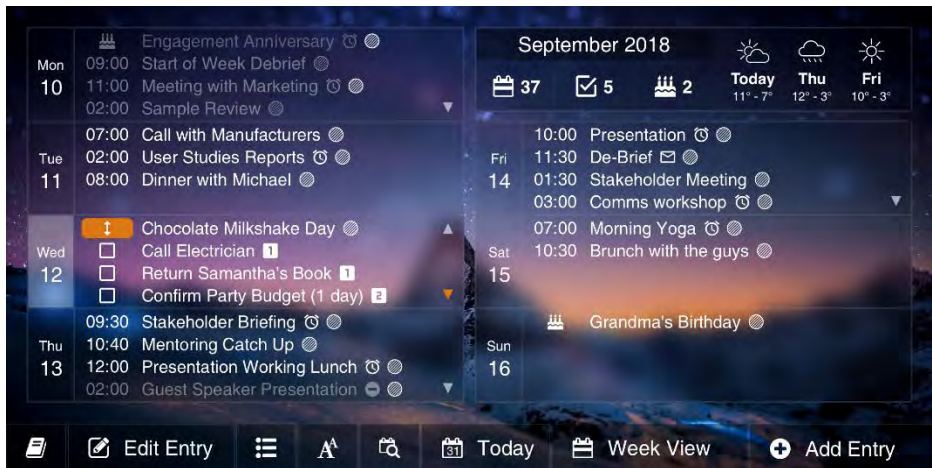 Mon
10
Engagement Anniversary
09:00 Start of Week Debrief
11:00 Meeting with Marketing
02:00 Sample Review
Tue
11
07:00 Call with Manufacturers
02:00 User Studies Reports
08:00 Dinner with Michael
Wed
12
Chocolate Milkshake Day
Call Electrician 1
Return Samantha's Book 1
Confirm Party Budget (1 day) 2
Thu
13
09:30 Stakeholder Briefing
10:40 Mentoring Catch Up
12:00 Presentation Working Lunch
02:00 Guest Speaker Presentation
September 2018
37 5 2
Today Thu Fri
11° - 7° 12° - 3° 10° - 3°
Fri
14
10:00 Presentation
11:30 De-Brief
01:30 Stakeholder Meeting
03:00 Comms workshop
Sat
15
07:00 Morning Yoga
10:30 Brunch with the guys
Sun
16
Grandma's Birthday
Edit Entry AA 31 Today Week View Add Entry